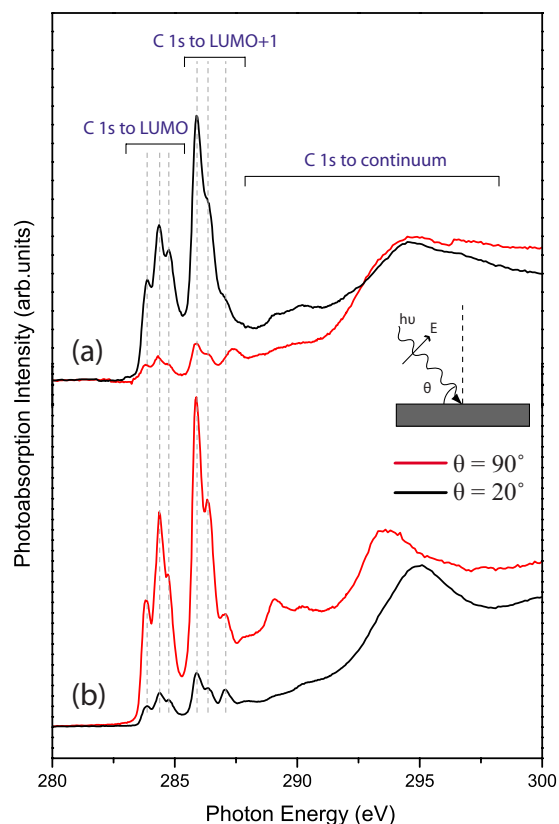 C 1s to LUMO+1
C 1s to LUMO
C 1s to continuum
Photoabsorption Intensity (arb.units)
(a)
hυ
E
θ
θ = 90°
θ = 20°
(b)
280 285 290 295 300
Photon Energy (eV)